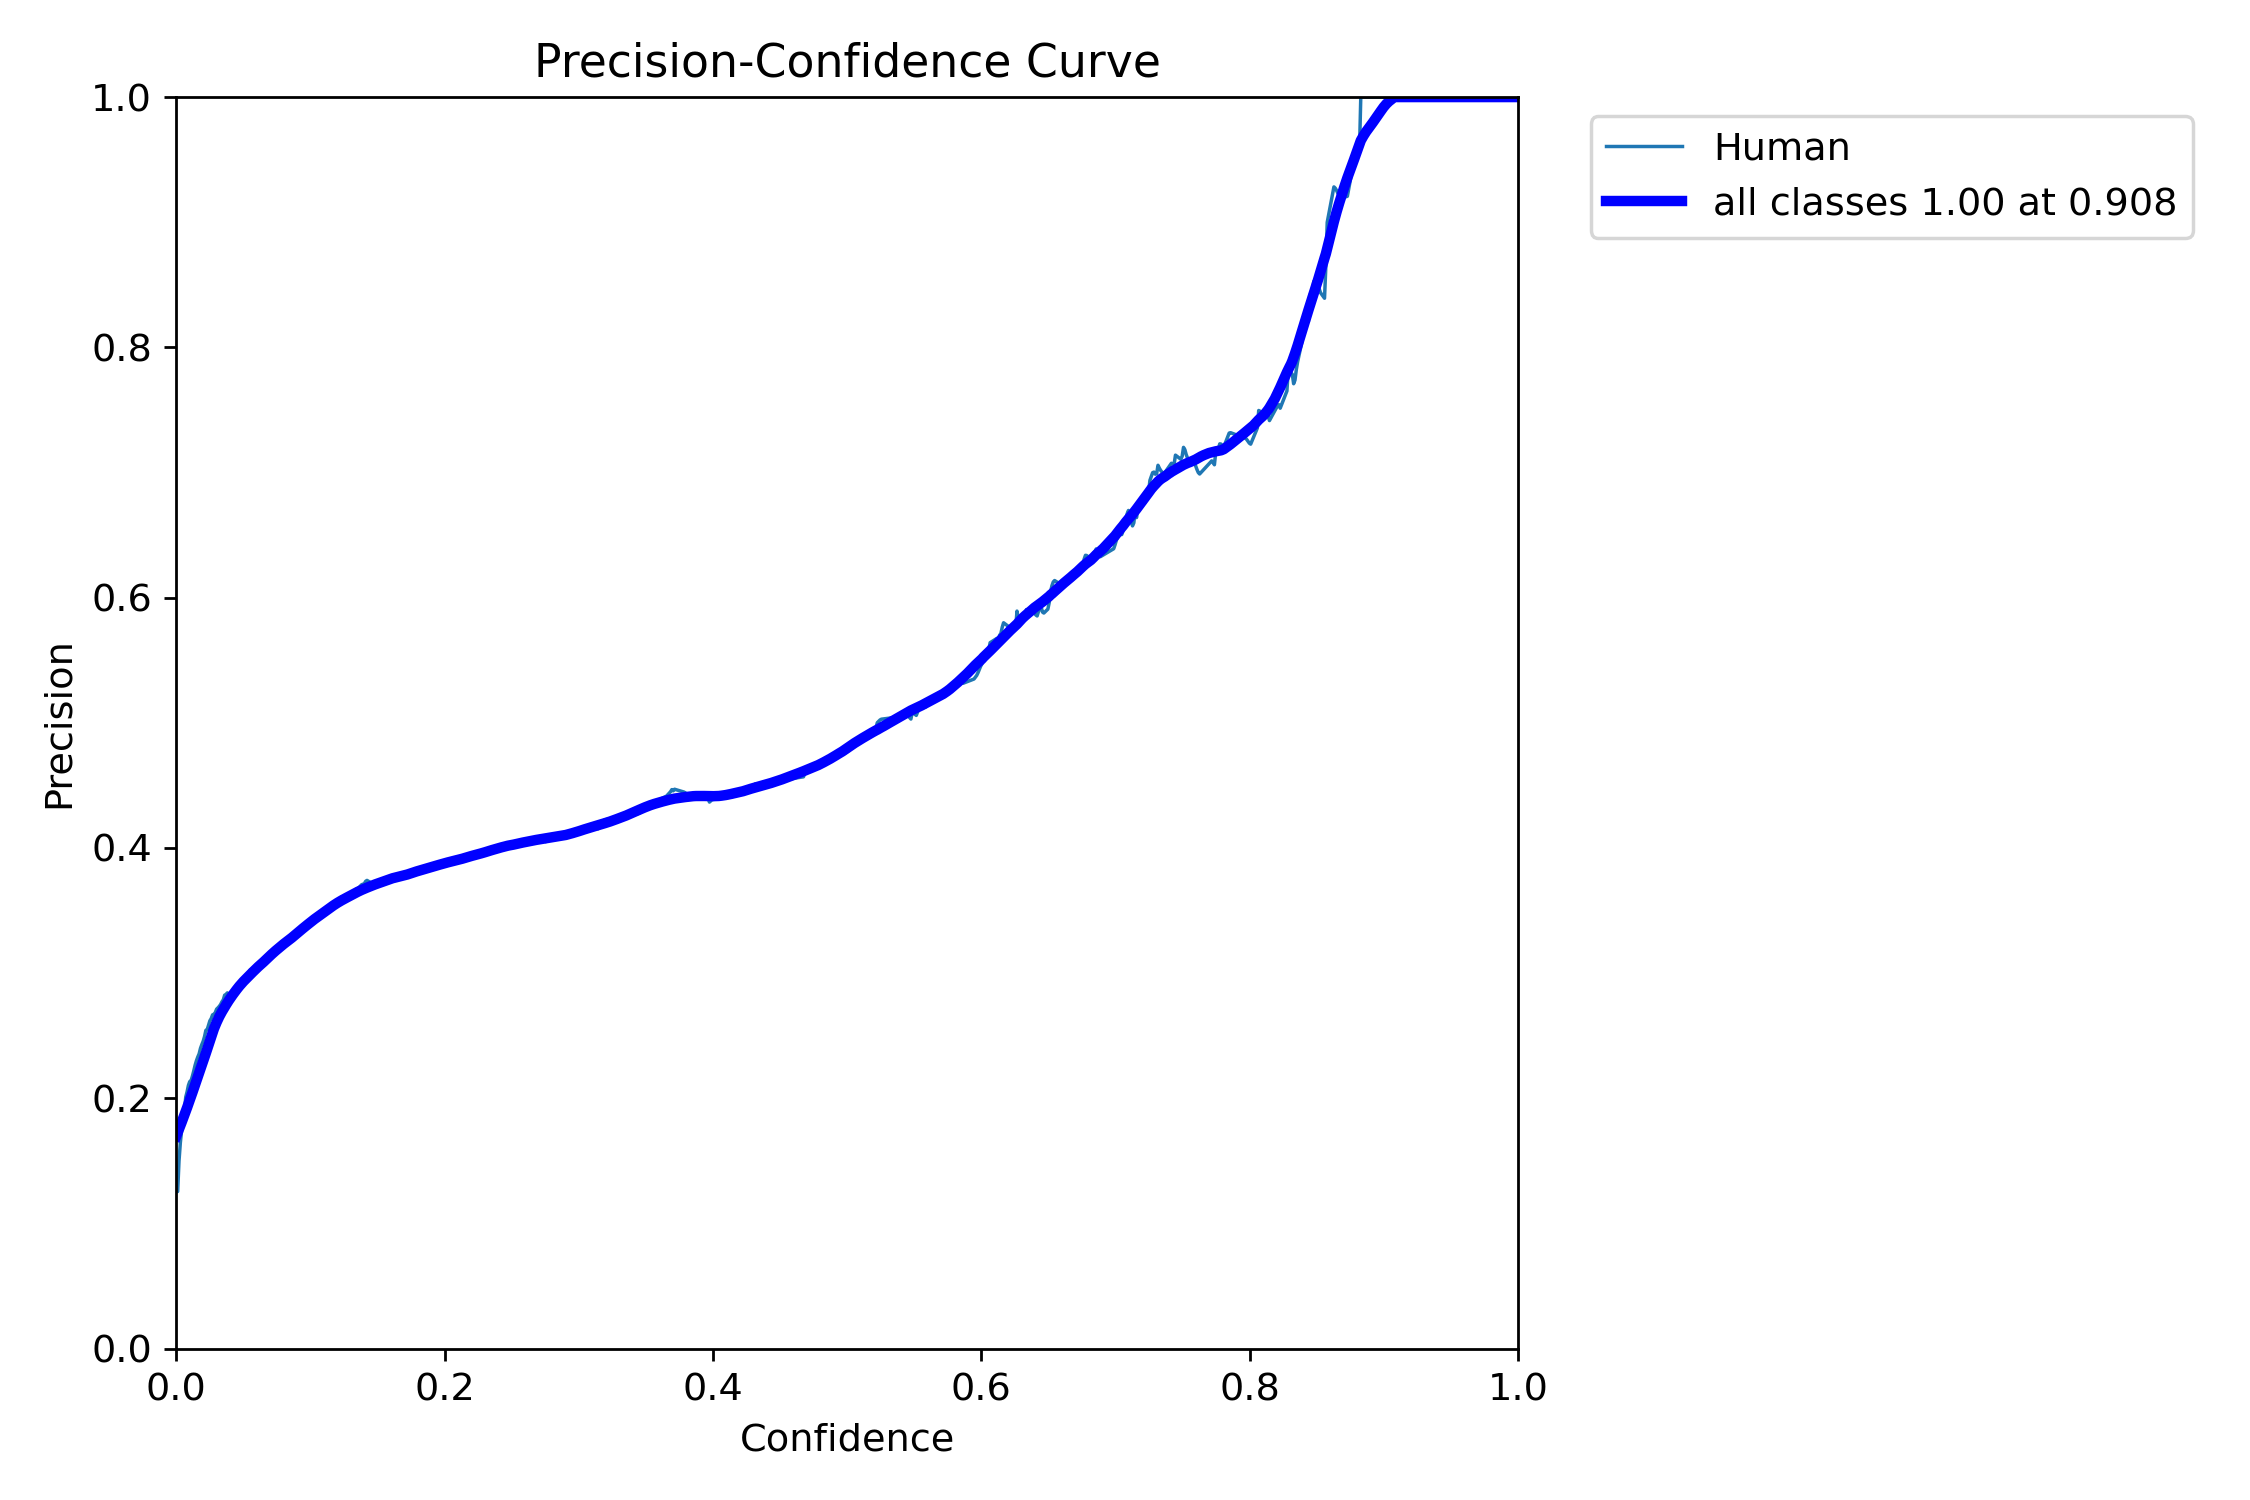 Precision-Confidence Curve
1.0
0.8
0.6
0.4
0.2
0.0
Precision
0.0 0.2 0.4 0.6 0.8 1.0
Confidence
Human
all classes 1.00 at 0.908